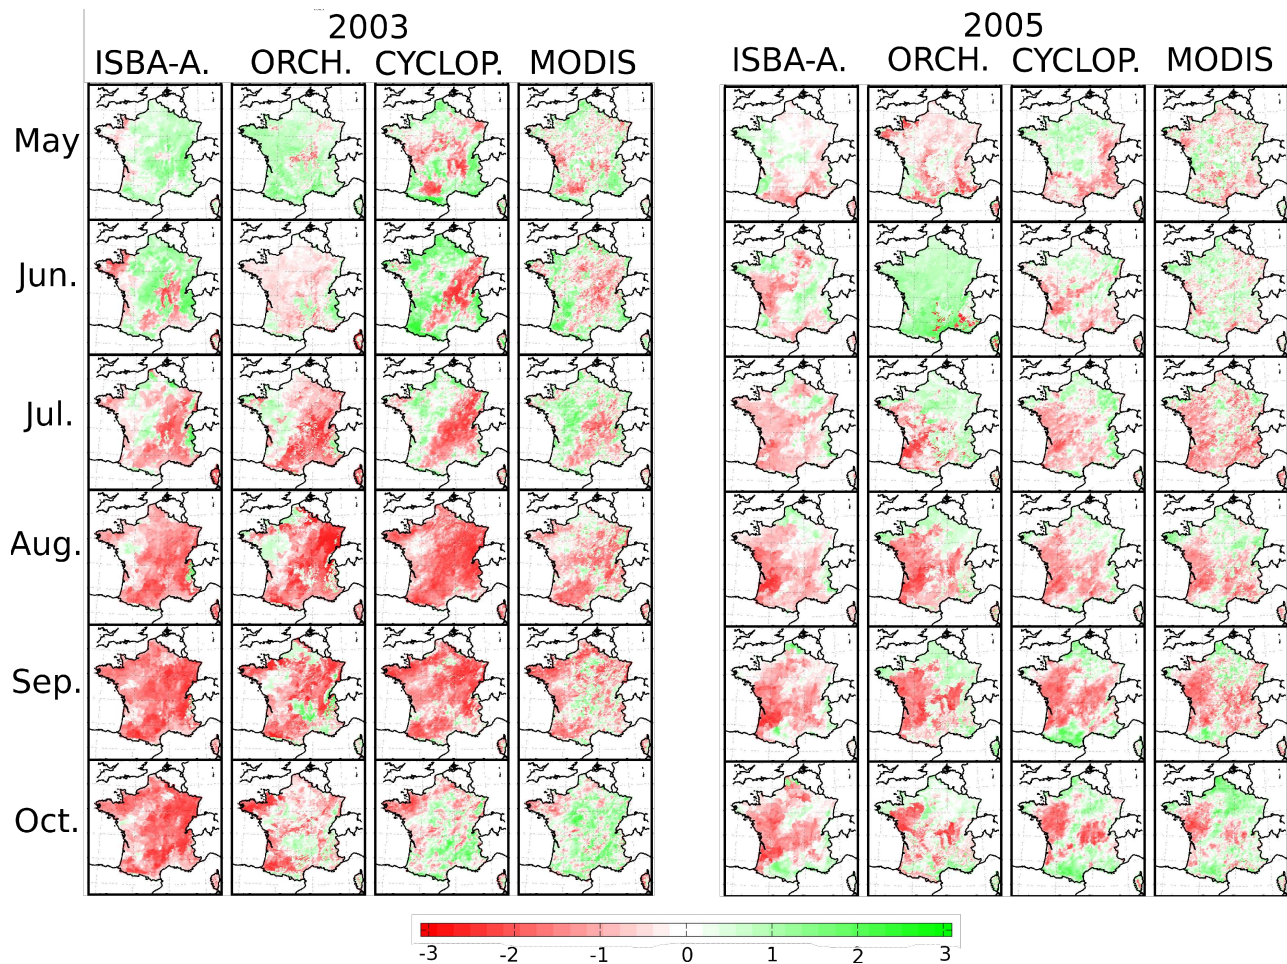 2003 2005
ISBA-A. ORCH. CYCLOP. MODIS ISBA-A. ORCH. CYCLOP. MODIS
May
Jun.
Jul.
Aug.
Sep.
Oct.
-3 -2 -1 0 1 2 3